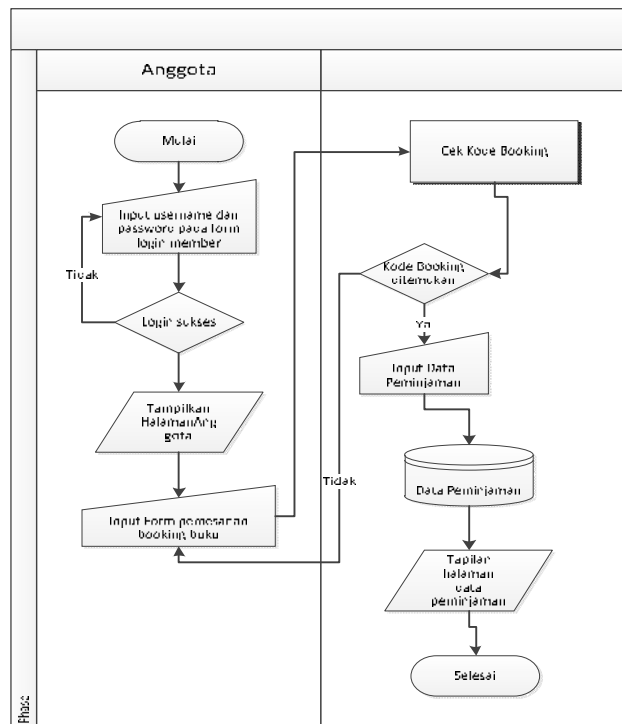 Anggota
Mulai
Input username dan
password pada form
login member
Tidak
Login sukses
Tampilkan
HalamanAng
gota
Input Form pemesanan
booking buku
Cek Kode Booking
Kode Booking
ditemukan
Ya
Input Data
Peminjaman
Tidak
Data Peminjaman
Tapilan
halaman
data
peminjaman
Selesai
Phase